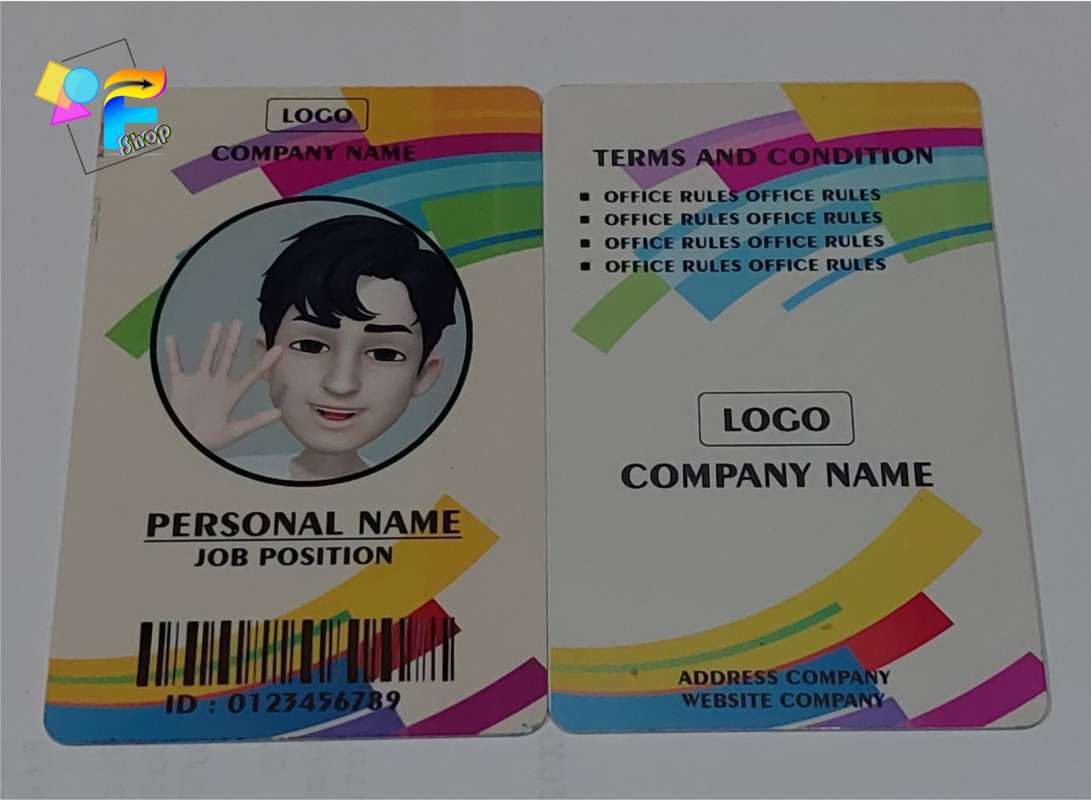 Shop
LOGO
COMPANY NAME
PERSONAL NAME
JOB POSITION
ID : 0123456789
TERMS AND CONDITION
▪ OFFICE RULES OFFICE RULES
▪ OFFICE RULES OFFICE RULES
▪ OFFICE RULES OFFICE RULES
▪ OFFICE RULES OFFICE RULES
LOGO
COMPANY NAME
ADDRESS COMPANY
WEBSITE COMPANY